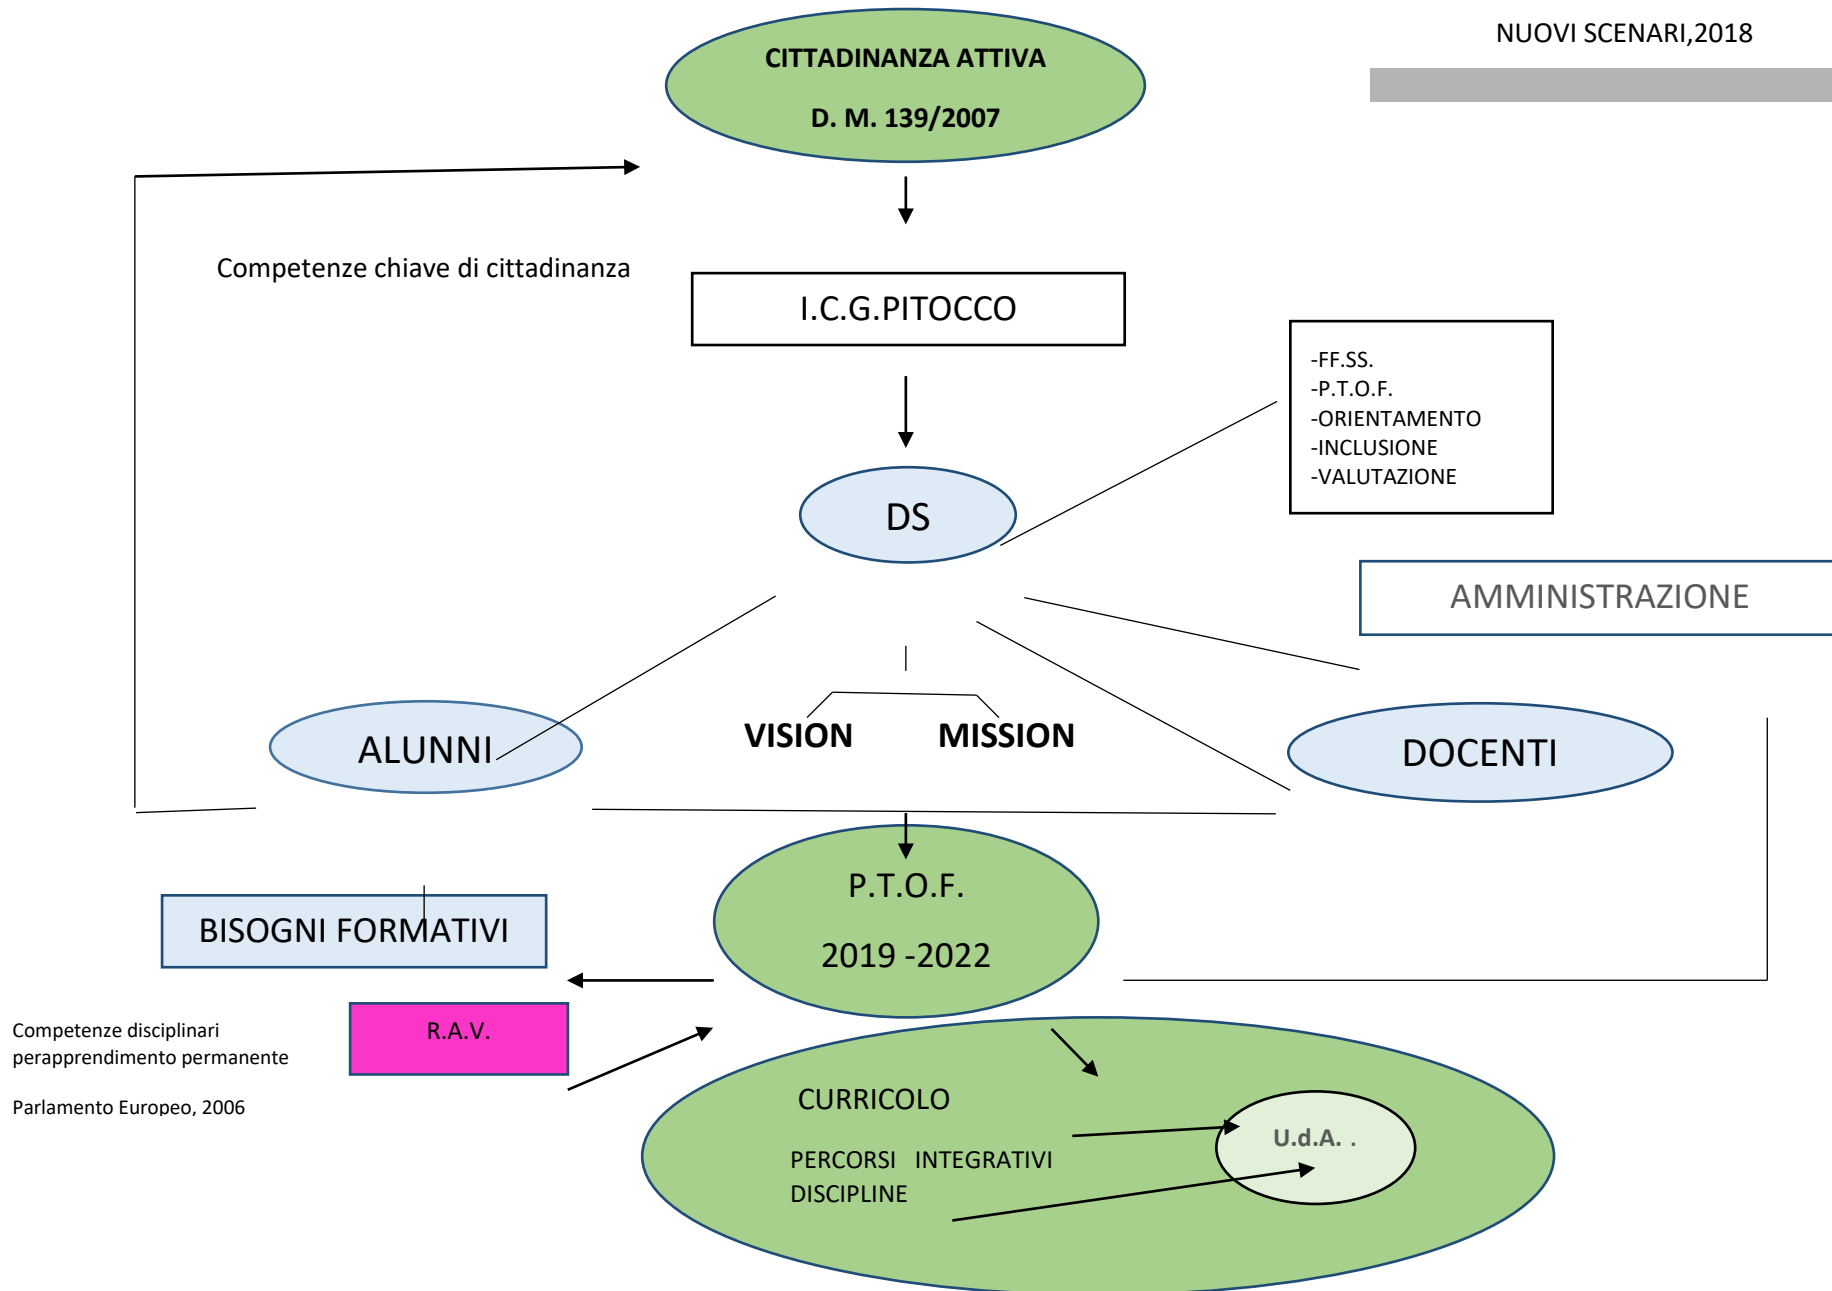 NUOVI SCENARI,2018
CITTADINANZA ATTIVA
D. M. 139/2007
Competenze chiave di cittadinanza
I.C.G.PITOCCO
-FF.SS.
-P.T.O.F.
-ORIENTAMENTO
-INCLUSIONE
-VALUTAZIONE
DS
AMMINISTRAZIONE
VISION MISSION
ALUNNI
DOCENTI
P.T.O.F.
2019 -2022
BISOGNI FORMATIVI
R.A.V.
Competenze disciplinari
perapprendimento permanente
Parlamento Europeo, 2006
CURRICOLO
PERCORSI INTEGRATIVI
DISCIPLINE
U.d.A. .